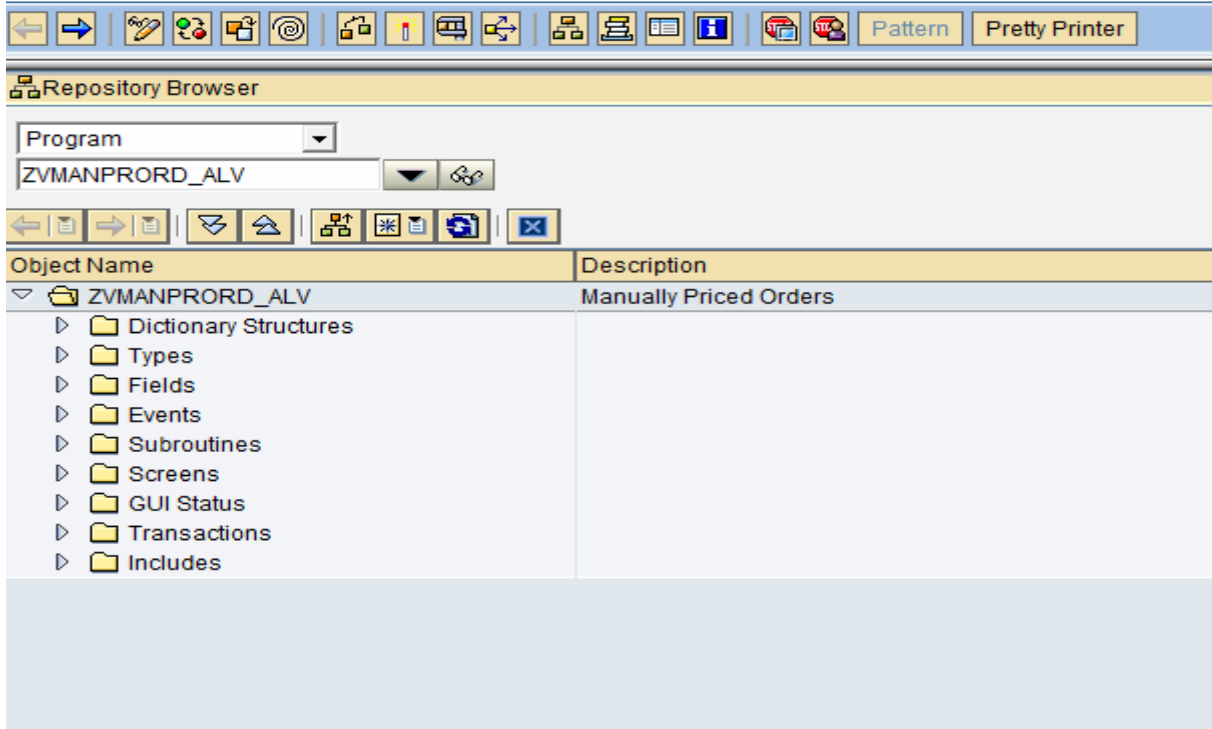 Pattern Pretty Printer
Repository Browser
Program
ZVMANPRORD_ALV
Object Name Description
ZVMANPRORD_ALV Manually Priced Orders
Dictionary Structures
Types
Fields
Events
Subroutines
Screens
GUI Status
Transactions
Includes